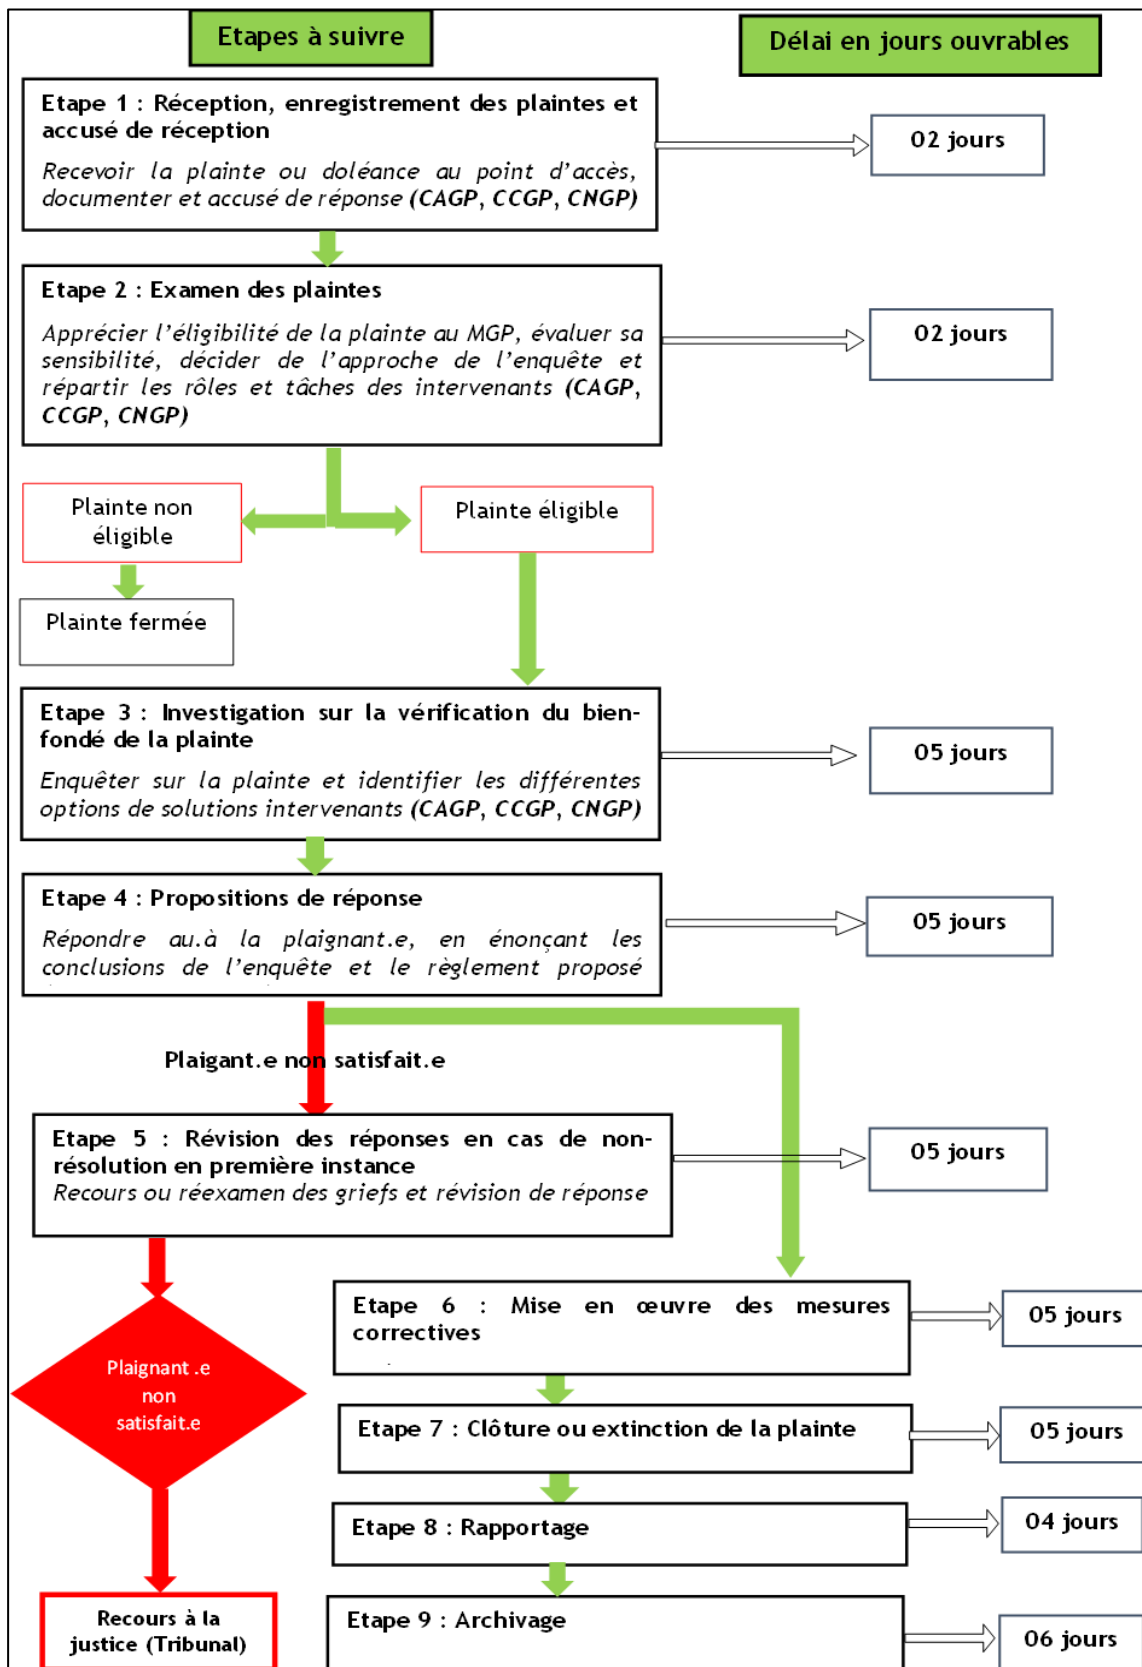 Etapes à suivre
Délai en jours ouvrables
Etape 1 : Réception, enregistrement des plaintes et
accusé de réception
Recevoir la plainte ou doléance au point d'accès,
documenter et accusé de réponse (CAGP, CCGP, CNGP)
02 jours
Etape 2 : Examen des plaintes
Apprécier l'éligibilité de la plainte au MGP, évaluer sa
sensibilité, décider de l'approche de l'enquête et
répartir les rôles et tâches des intervenants (CAGP,
CCGP, CNGP)
02 jours
Plainte non
éligible
Plainte éligible
Plainte fermée
Etape 3 : Investigation sur la vérification du bien-
fondé de la plainte
Enquêter sur la plainte et identifier les différentes
options de solutions intervenants (CAGP, CCGP, CNGP)
05 jours
Etape 4 : Propositions de réponse
Répondre au.à la plaignant.e, en énonçant les
conclusions de l'enquête et le règlement proposé
05 jours
Plaigant.e non satisfait.e
Etape 5 : Révision des réponses en cas de non-
résolution en première instance
Recours ou réexamen des griefs et révision de réponse
05 jours
Plaignant .e
non
satisfait.e
Etape 6 : Mise en œuvre des mesures
correctives
05 jours
Etape 7 : Clôture ou extinction de la plainte
05 jours
Etape 8 : Rapportage
04 jours
Recours à la
justice (Tribunal)
Etape 9 : Archivage
06 jours